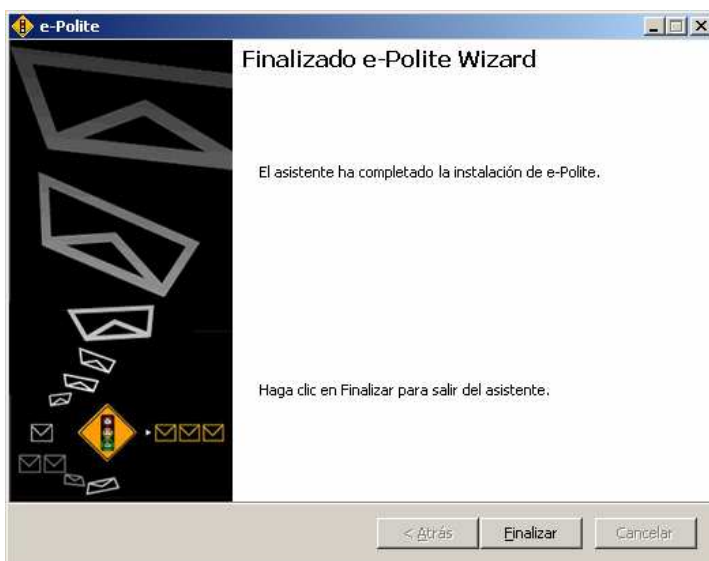 e-Polite
Finalizado e-Polite Wizard
El asistente ha completado la instalación de e-Polite.
Haga clic en Finalizar para salir del asistente.
< Atrás
Finalizar
Cancelar